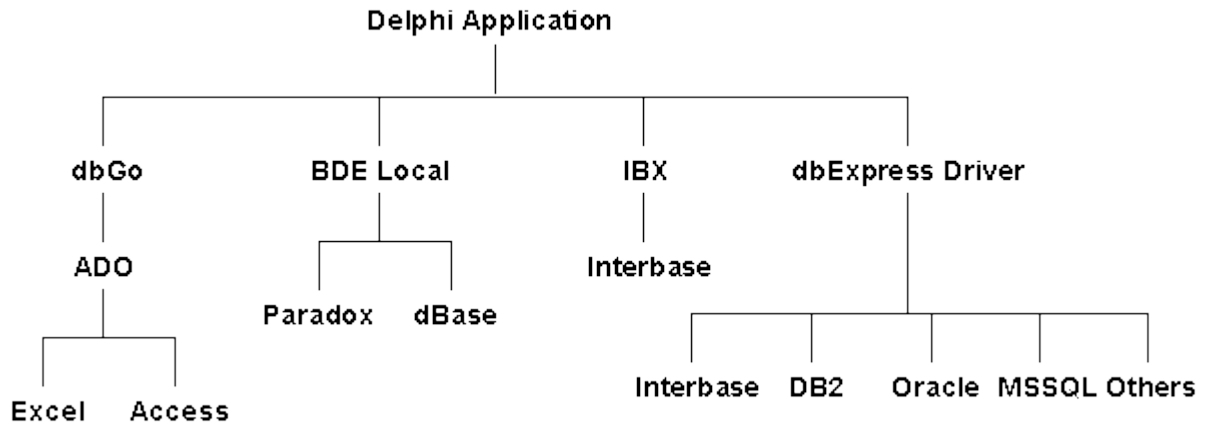 Delphi Application
dbGo BDE Local IBX dbExpress Driver
ADO Interbase
Paradox dBase
Interbase DB2 Oracle MSSQL Others
Excel Access